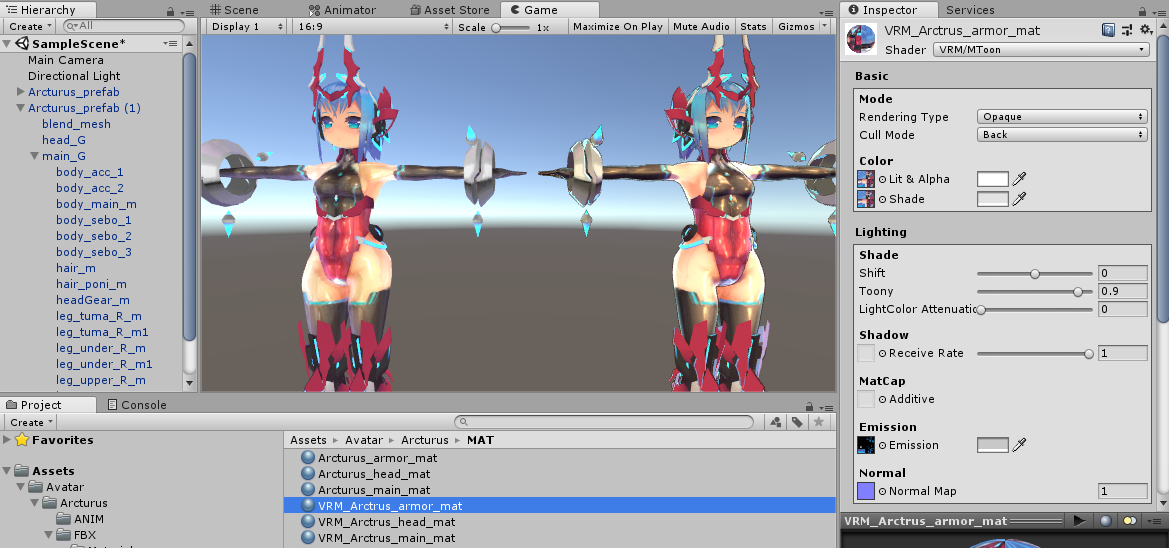 Hierarchy
Create
All
SampleScene*
Main Camera
Directional Light
Arcturus_prefab
Arcturus_prefab (1)
blend_mesh
head_G
main_G
body_acc_1
body_acc_2
body_main_m
body_sebo_1
body_sebo_2
body_sebo_3
hair_m
hair_poni_m
headGear_m
leg_tuma_R_m
leg_tuma_R_m1
leg_under_R_m
leg_under_R_m1
leg_upper_R_m
Scene Animator Asset Store Game
Display 1 16:9 Scale 1x Maximize On Play Mute Audio Stats Gizmos
Project Console
Create
Favorites
Assets
Avatar
Arcturus
ANIM
FBX
Assets Avatar Arcturus MAT
Arcturus_armor_mat
Arcturus_head_mat
Arcturus_main_mat
VRM_Arctrus_armor_mat
VRM_Arctrus_head_mat
VRM_Arctrus_main_mat
Inspector Services
VRM_Arctrus_armor_mat
Shader VRM/MToon
Basic
Mode
Rendering Type Opaque
Cull Mode Back
Color
Lit & Alpha
Shade
Lighting
Shade
Shift 0
Toony 0.9
LightColor Attenuatic 0
Shadow
Receive Rate 1
MatCap
Additive
Emission
Emission
Normal
Normal Map 1
VRM_Arctrus_armor_mat